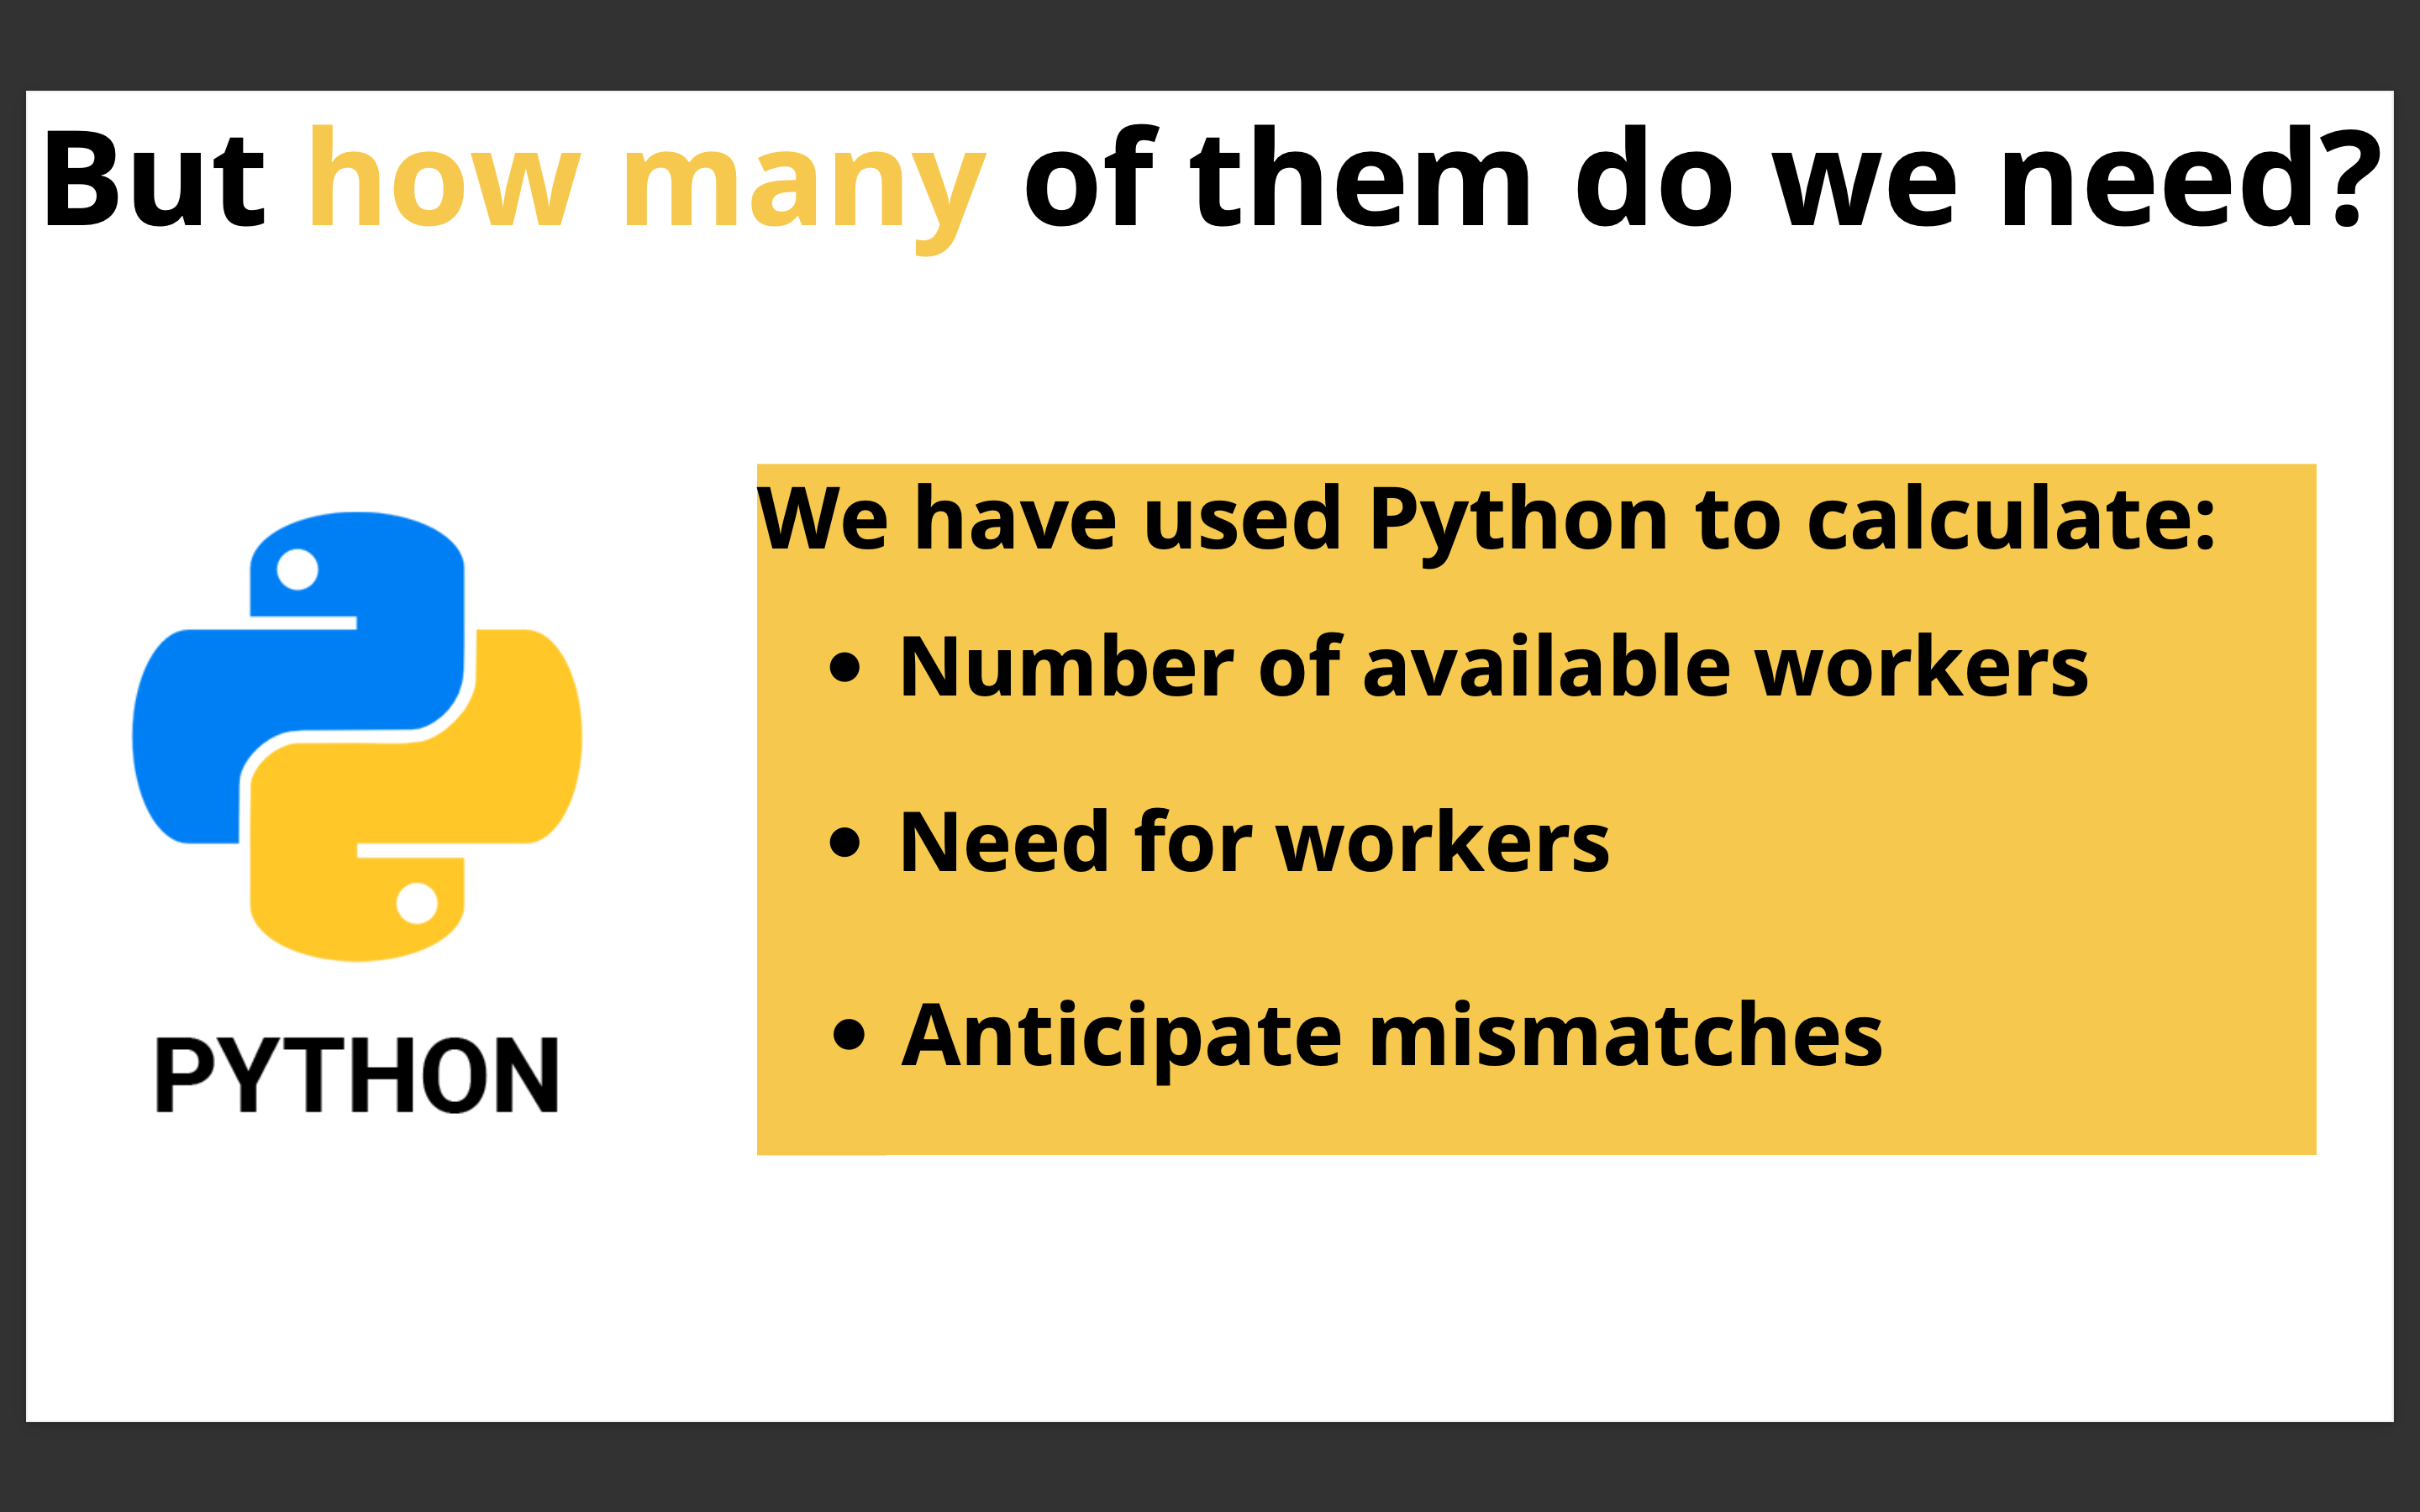 But how many of them do we need?
We have used Python to calculate:
• Number of available workers
• Need for workers
• Anticipate mismatches
PYTHON